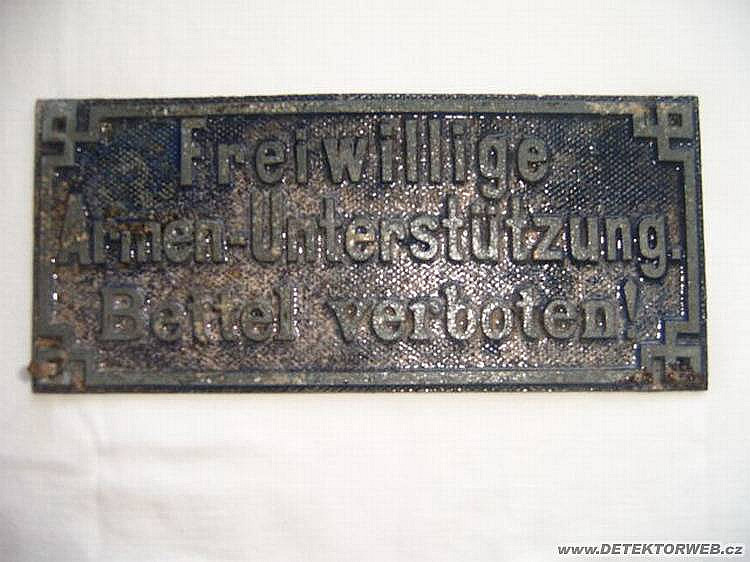 Freiwillige
Armen-Unterstützung.
Bettel verboten!
www.DETEKTORWEB.cz